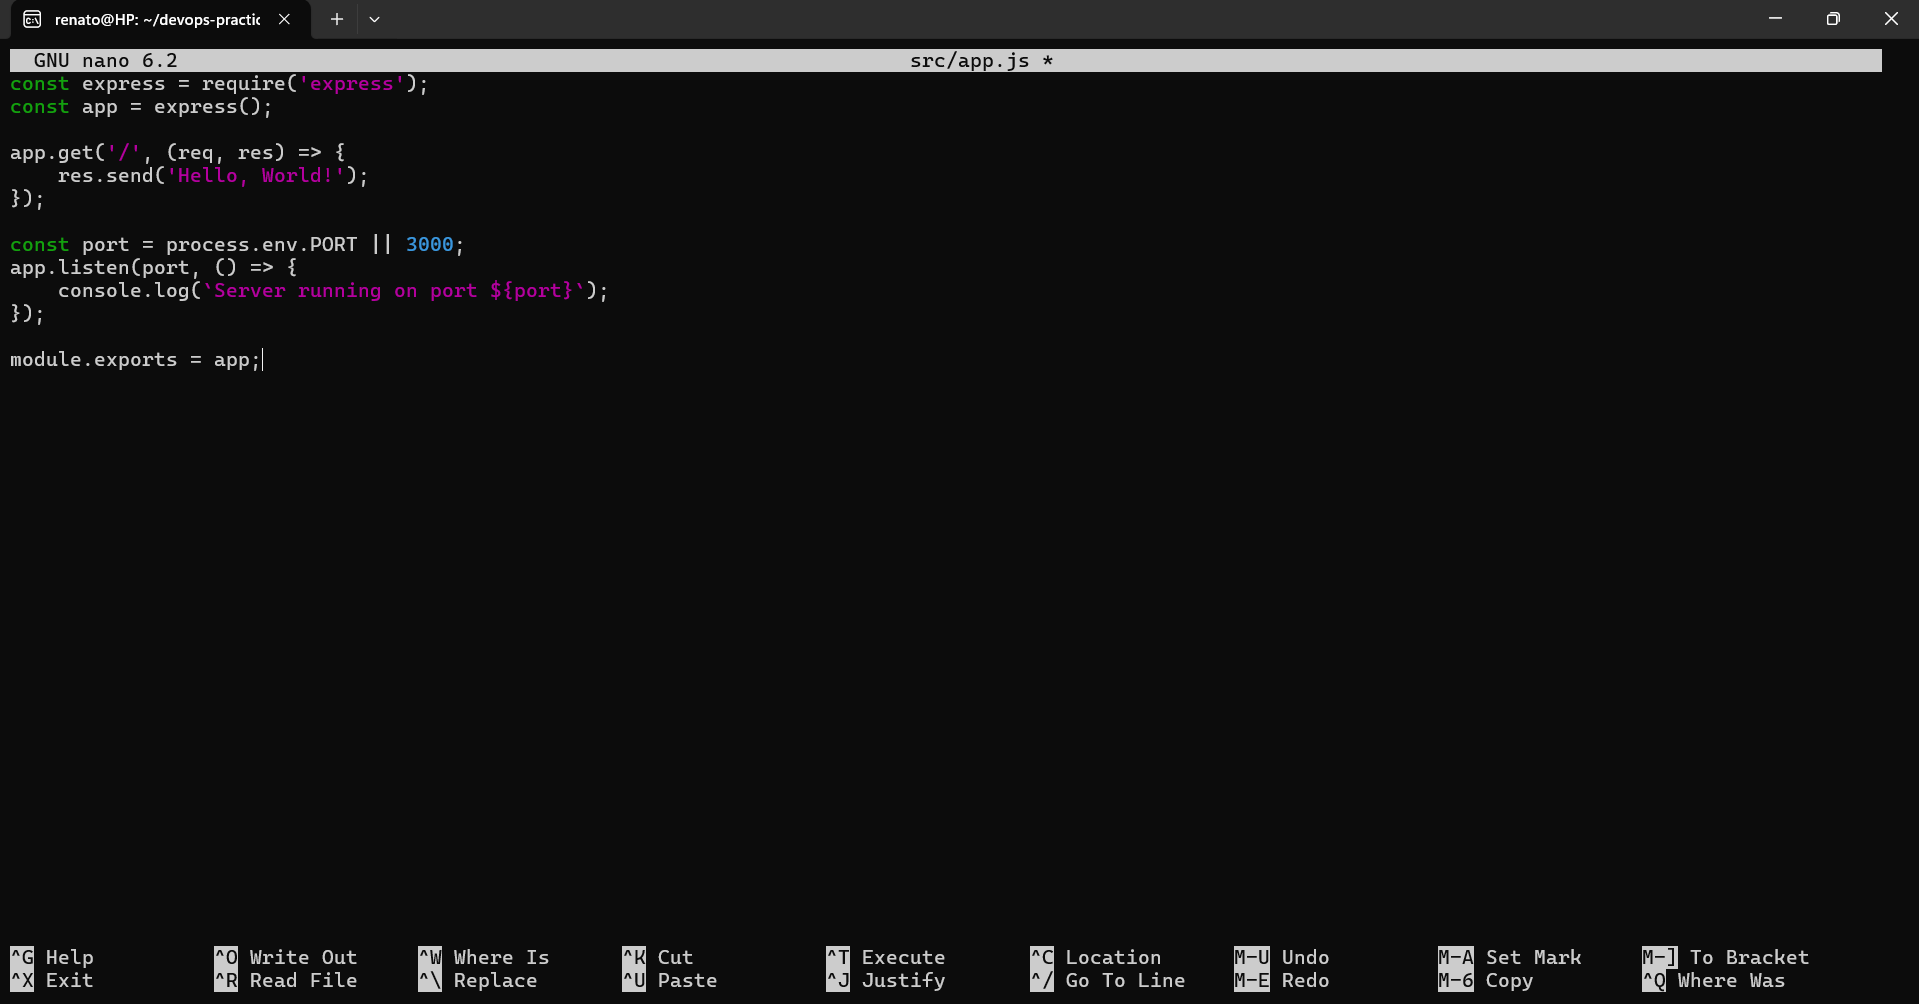 renato@HP: ~/devops-practic
GNU nano 6.2 src/app.js *
const express = require('express');
const app = express();

app.get('/', (req, res) => {
    res.send('Hello, World!');
});

const port = process.env.PORT || 3000;
app.listen(port, () => {
    console.log(`Server running on port ${port}`);
});

module.exports = app;

^G Help ^O Write Out ^W Where Is ^K Cut ^T Execute ^C Location M-U Undo M-A Set Mark M-] To Bracket
^X Exit ^R Read File ^\ Replace ^U Paste ^J Justify ^/ Go To Line M-E Redo M-6 Copy ^Q Where Was